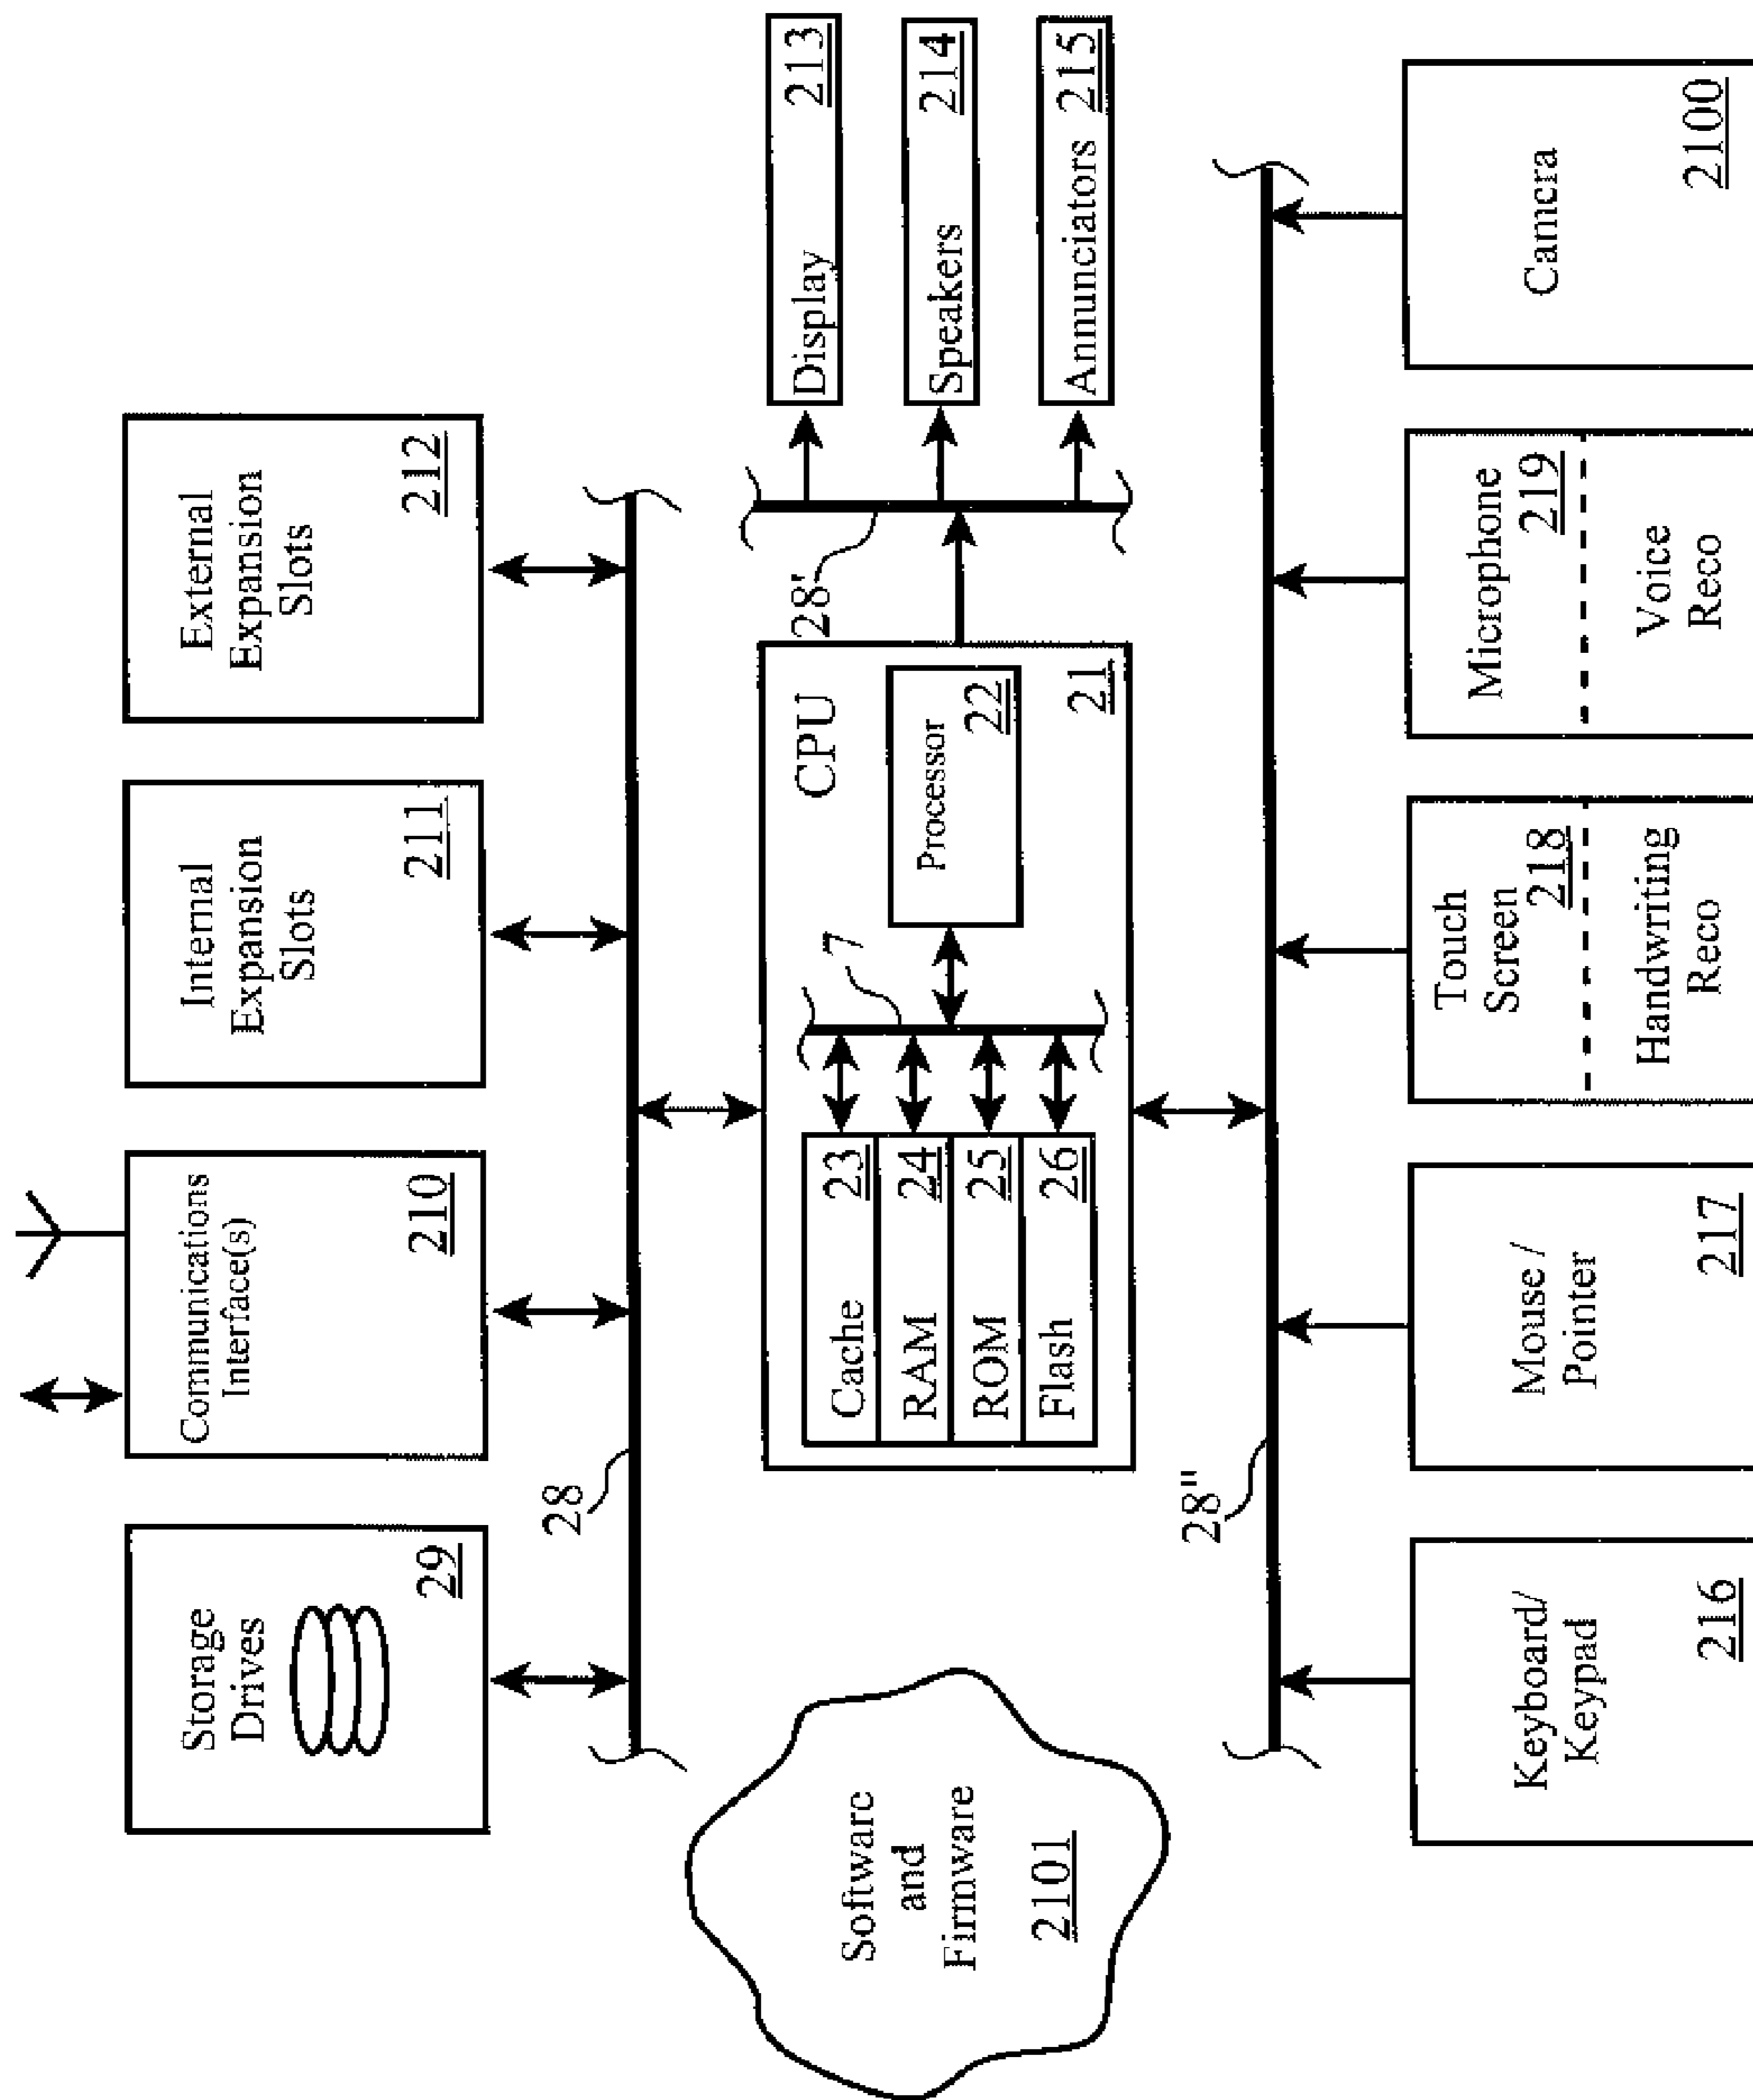 Storage
Drives
29
Communications
Interface(s)
210
Internal
Expansion
Slots
211
External
Expansion
Slots
212
28
Software
and
Firmware
2101
CPU
Cache 23
RAM 24
ROM 25
Flash 26
7
Processor
22
21
28'
Display 213
Speakers 214
Annunciators 215
28"
Keyboard/
Keypad
216
Mouse /
Pointer
217
Touch
Screen
218
Handwriting
Reco
Microphone
219
Voice
Reco
Camera
2100